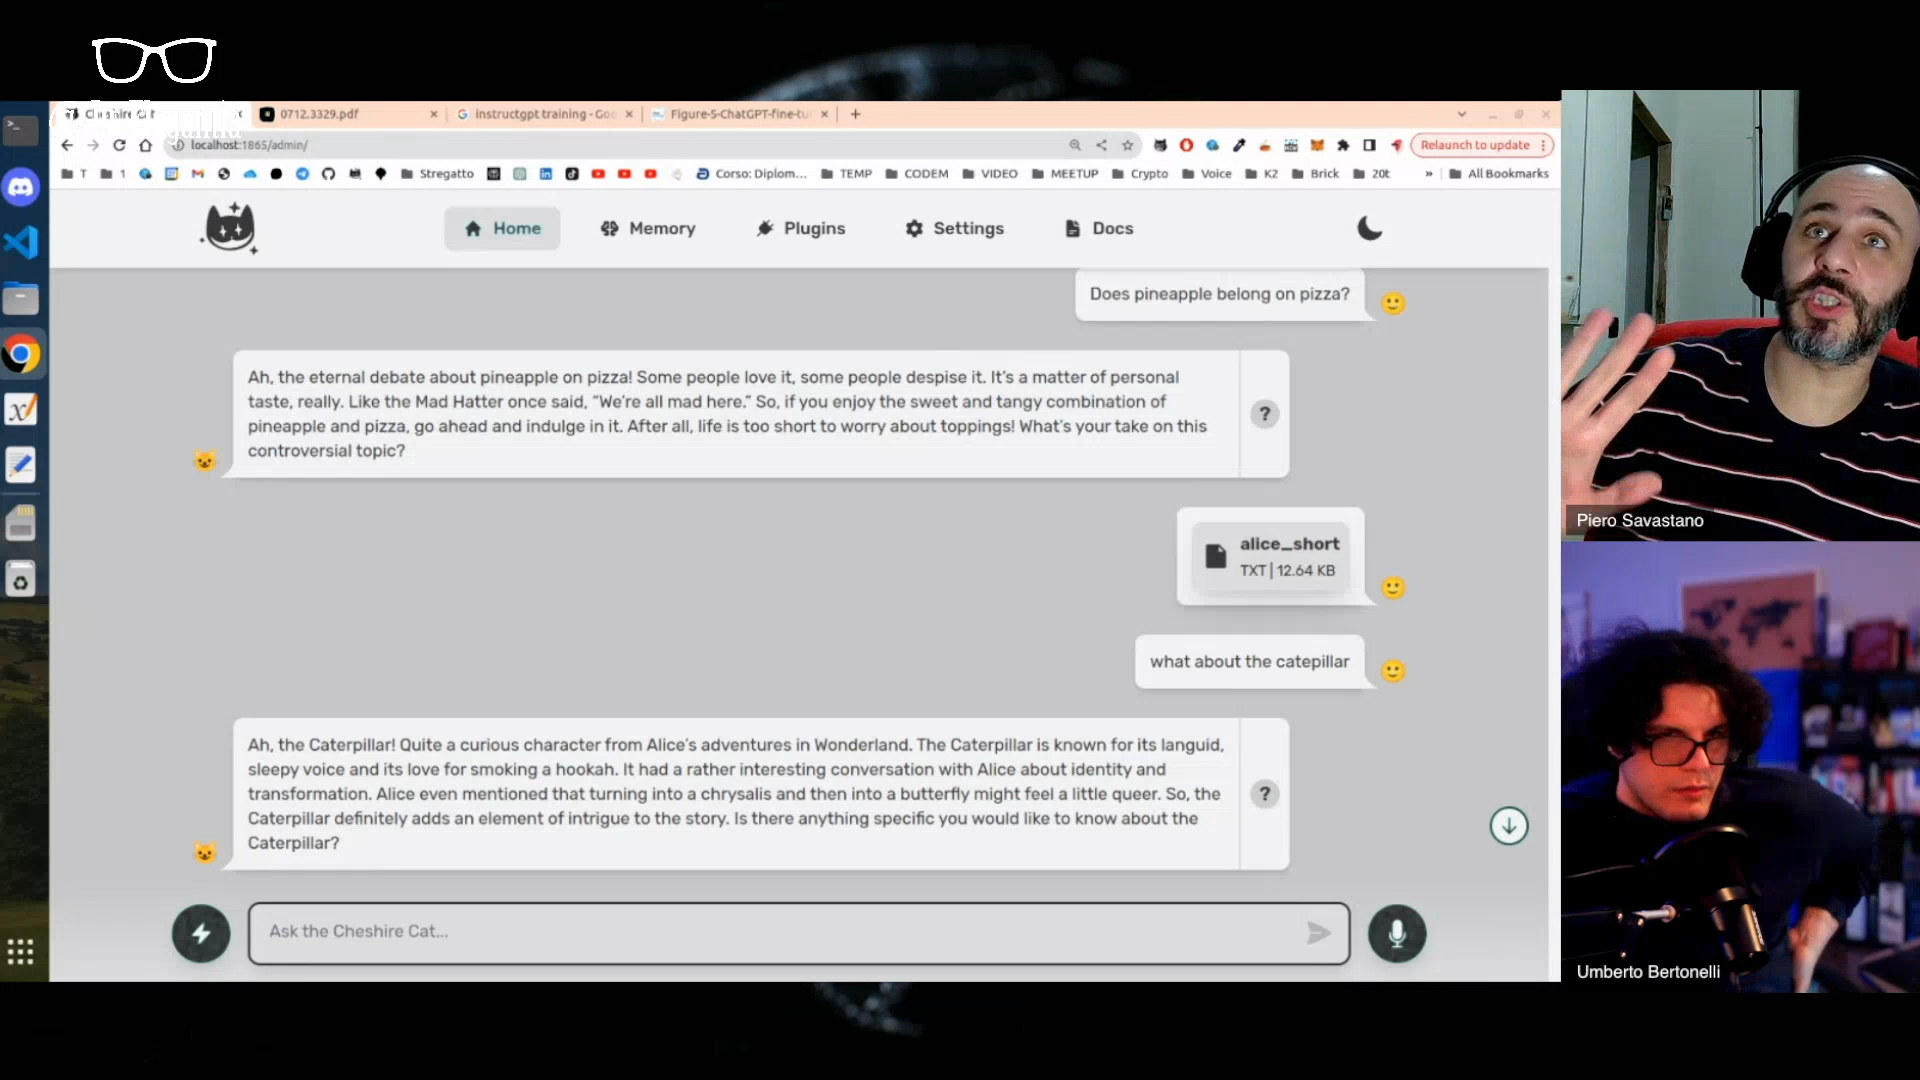 0712.3329.pdf
instructgpt training - Goo
Figure-5-ChatGPT-fine-tu
localhost:1865/admin/
Relaunch to update
T
1
Stregatto
Corso: Diplom...
TEMP
CODEM
VIDEO
MEETUP
Crypto
Voice
K2
Brick
20t
»
All Bookmarks
Home
Memory
Plugins
Settings
Docs
Does pineapple belong on pizza?
Ah, the eternal debate about pineapple on pizza! Some people love it, some people despise it. It's a matter of personal
taste, really. Like the Mad Hatter once said, "We're all mad here." So, if you enjoy the sweet and tangy combination of
pineapple and pizza, go ahead and indulge in it. After all, life is too short to worry about toppings! What's your take on this
controversial topic?
?
alice_short
TXT | 12.64 KB
what about the catepillar
Ah, the Caterpillar! Quite a curious character from Alice's adventures in Wonderland. The Caterpillar is known for its languid,
sleepy voice and its love for smoking a hookah. It had a rather interesting conversation with Alice about identity and
transformation. Alice even mentioned that turning into a chrysalis and then into a butterfly might feel a little queer. So, the
Caterpillar definitely adds an element of intrigue to the story. Is there anything specific you would like to know about the
Caterpillar?
?
Ask the Cheshire Cat...
Piero Savastano
Umberto Bertonelli